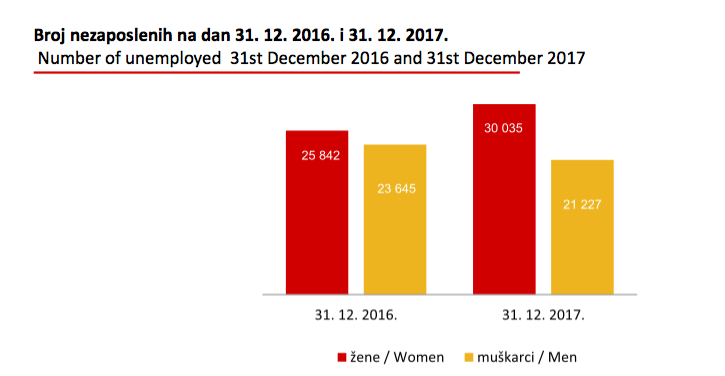 Broj nezaposlenih na dan 31. 12. 2016. i 31. 12. 2017.
Number of unemployed 31st December 2016 and 31st December 2017
25 842
23 645
30 035
21 227
31. 12. 2016.
31. 12. 2017.
žene / Women
muškarci / Men